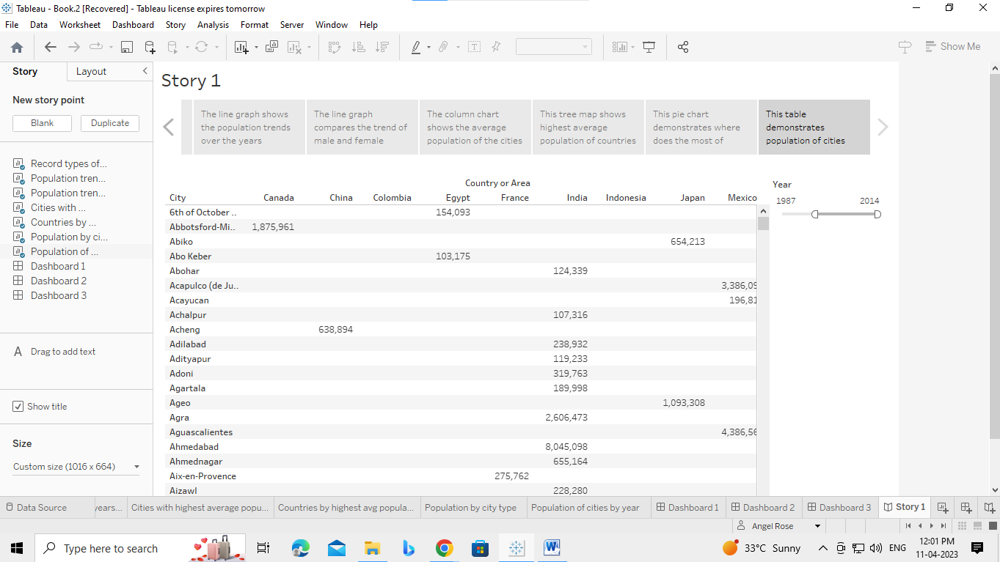 Tableau - Book.2 [Recovered] - Tableau license expires tomorrow
File Data Worksheet Dashboard Story Analysis Format Server Window Help
Show Me
Story Layout
New story point
Blank Duplicate
Record types of...
Population tren...
Population tren...
Cities with ...
Countries by ...
Population by ci...
Population of ...
Dashboard 1
Dashboard 2
Dashboard 3
A Drag to add text
Show title
Size
Custom size (1016 x 664)
Story 1
The line graph shows
the population trends
over the years
The line graph
compares the trend of
male and female
The column chart
shows the average
population of the cities
This tree map shows
highest average
population of countries
This pie chart
demonstrates where
does the most of
This table
demonstrates
population of cities
Country or Area
City Canada China Colombia Egypt France India Indonesia Japan Mexico
6th of October .. 154,093
Abbotsford-Mi.. 1,875,961
Abiko 654,213
Abo Keber 103,175
Abohar 124,339
Acapulco (de Ju.. 3,386,09
Acayucan 196,81
Achalpur 107,316
Acheng 638,894
Adilabad 238,932
Adityapur 119,233
Adoni 319,763
Agartala 189,998
Ageo 1,093,308
Agra 2,606,473
Aguascalientes 4,386,56
Ahmedabad 8,045,098
Ahmednagar 655,164
Aix-en-Provence 275,762
Aizawl 228,280
Year
1987 2014
Data Source years... Cities with highest average popu... Countries by highest avg popula... Population by city type Population of cities by year Dashboard 1 Dashboard 2 Dashboard 3 Story 1
Angel Rose
Type here to search
33°C Sunny
ENG
12:01 PM
11-04-2023